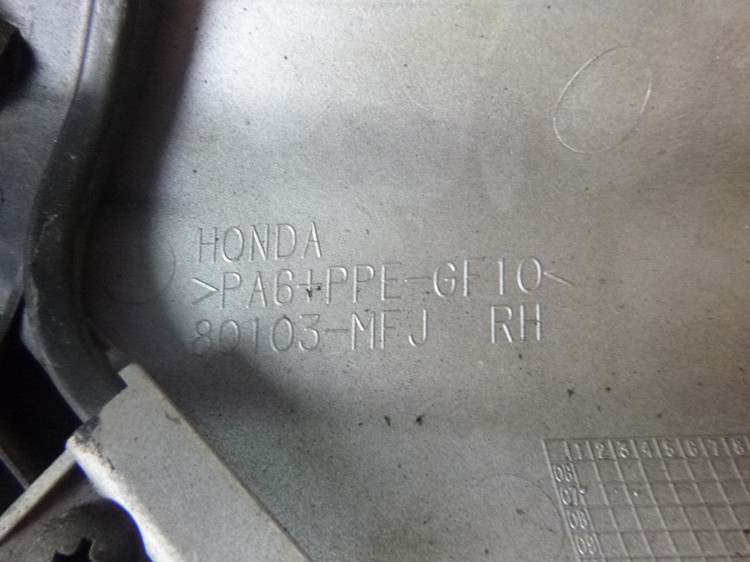 HONDA
>PA6+PPE-GF10<
80103-MFJ RH
1 2 3 4 5 6 7 8
06
07
08
09